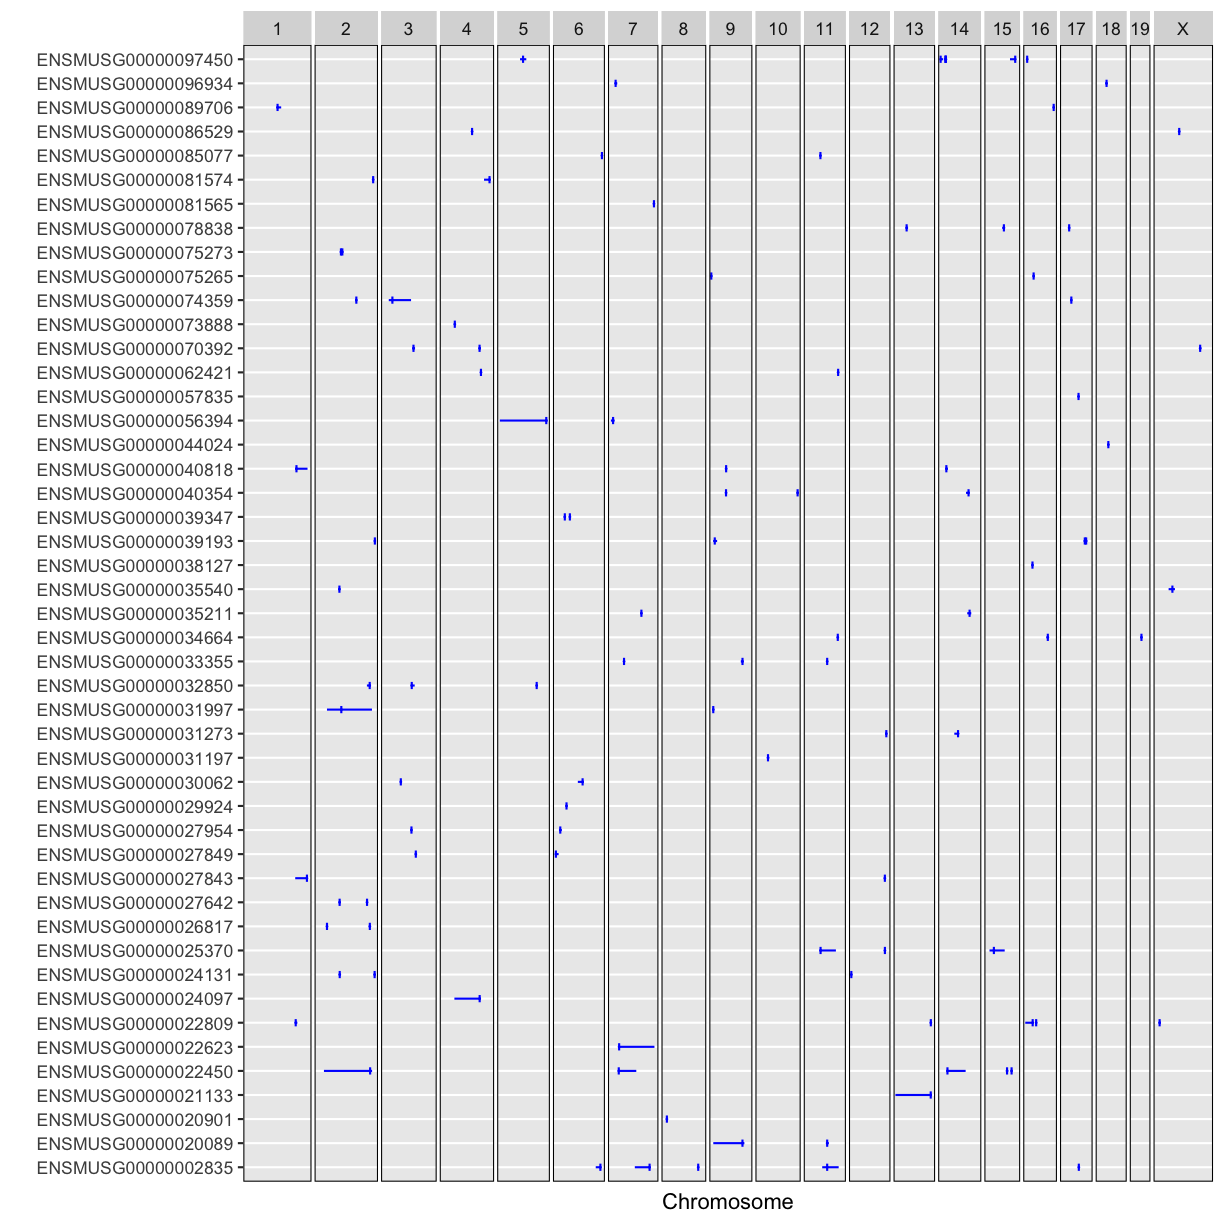 1 2 3 4 5 6 7 8 9 10 11 12 13 14 15 16 17 18 19 X
ENSMUSG00000097450
ENSMUSG00000096934
ENSMUSG00000089706
ENSMUSG00000086529
ENSMUSG00000085077
ENSMUSG00000081574
ENSMUSG00000081565
ENSMUSG00000078838
ENSMUSG00000075273
ENSMUSG00000075265
ENSMUSG00000074359
ENSMUSG00000073888
ENSMUSG00000070392
ENSMUSG00000062421
ENSMUSG00000057835
ENSMUSG00000056394
ENSMUSG00000044024
ENSMUSG00000040818
ENSMUSG00000040354
ENSMUSG00000039347
ENSMUSG00000039193
ENSMUSG00000038127
ENSMUSG00000035540
ENSMUSG00000035211
ENSMUSG00000034664
ENSMUSG00000033355
ENSMUSG00000032850
ENSMUSG00000031997
ENSMUSG00000031273
ENSMUSG00000031197
ENSMUSG00000030062
ENSMUSG00000029924
ENSMUSG00000027954
ENSMUSG00000027849
ENSMUSG00000027843
ENSMUSG00000027642
ENSMUSG00000026817
ENSMUSG00000025370
ENSMUSG00000024131
ENSMUSG00000024097
ENSMUSG00000022809
ENSMUSG00000022623
ENSMUSG00000022450
ENSMUSG00000021133
ENSMUSG00000020901
ENSMUSG00000020089
ENSMUSG00000002835
Chromosome